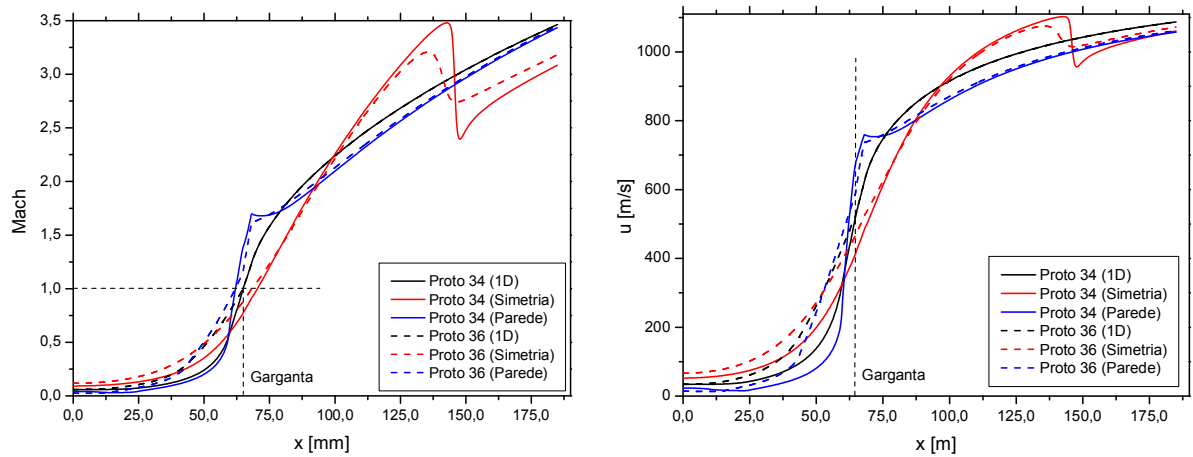 3,5
3,0
2,5
2,0
1,5
1,0
0,5
0,0
Mach
0,0 25,0 50,0 75,0 100,0 125,0 150,0 175,0
x [mm]
Garganta
Proto 34 (1D)
Proto 34 (Simetria)
Proto 34 (Parede)
Proto 36 (1D)
Proto 36 (Simetria)
Proto 36 (Parede)
1000
800
600
400
200
0
u [m/s]
0,0 25,0 50,0 75,0 100,0 125,0 150,0 175,0
x [m]
Garganta
Proto 34 (1D)
Proto 34 (Simetria)
Proto 34 (Parede)
Proto 36 (1D)
Proto 36 (Simetria)
Proto 36 (Parede)